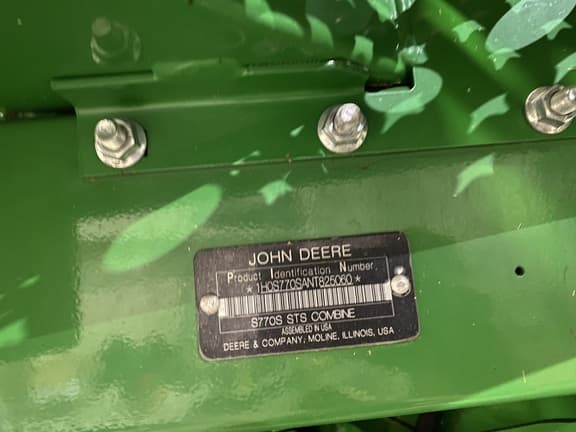 JOHN DEERE
Product Identification Number
*1H0S770SANT825060*
S770S STS COMBINE
ASSEMBLED IN USA
DEERE & COMPANY, MOLINE, ILLINOIS, USA